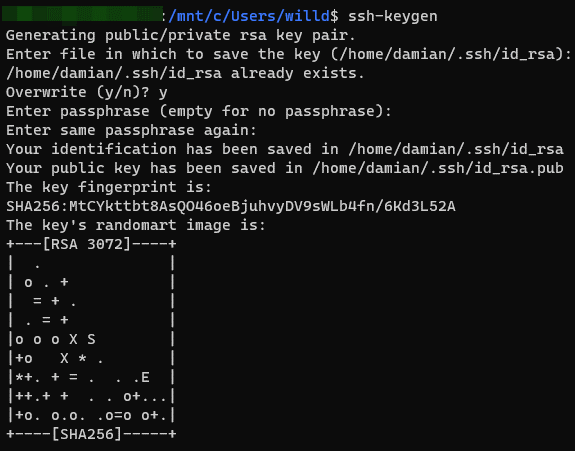 :/mnt/c/Users/willd$ ssh-keygen
Generating public/private rsa key pair.
Enter file in which to save the key (/home/damian/.ssh/id_rsa):
/home/damian/.ssh/id_rsa already exists.
Overwrite (y/n)? y
Enter passphrase (empty for no passphrase):
Enter same passphrase again:
Your identification has been saved in /home/damian/.ssh/id_rsa
Your public key has been saved in /home/damian/.ssh/id_rsa.pub
The key fingerprint is:
SHA256:MtCYkttbt8AsQO46oeBjuhvyDV9sWLb4fn/6Kd3L52A
The key's randomart image is:
+---[RSA 3072]----+
|  .              |
| o . +           |
|  = + .          |
| . = +           |
|o o o X S        |
|+o   X * .       |
|*+. + = .  . .E  |
|++.+ +  . . o+...|
|+o. o.o. .o=o o+.|
+----[SHA256]-----+